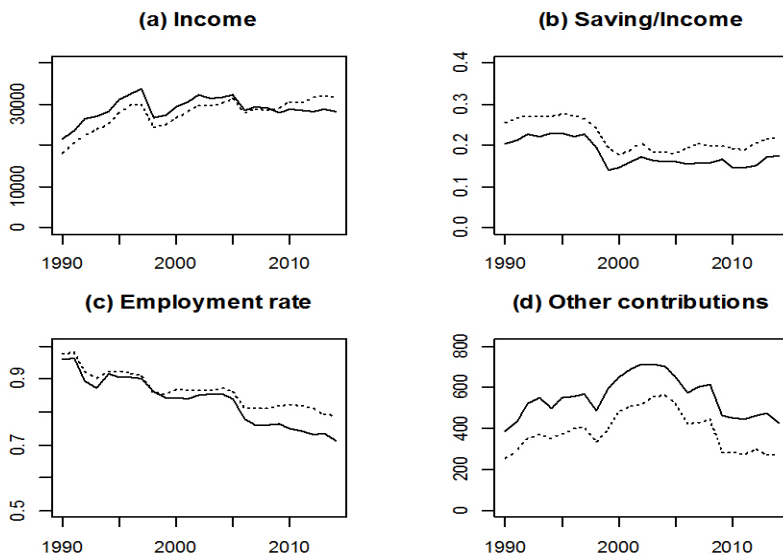 (a) Income
0 10000 30000
1990 2000 2010
(b) Saving/Income
0.0 0.1 0.2 0.3 0.4
1990 2000 2010
(c) Employment rate
0.5 0.7 0.9
1990 2000 2010
(d) Other contributions
0 200 400 600 800
1990 2000 2010